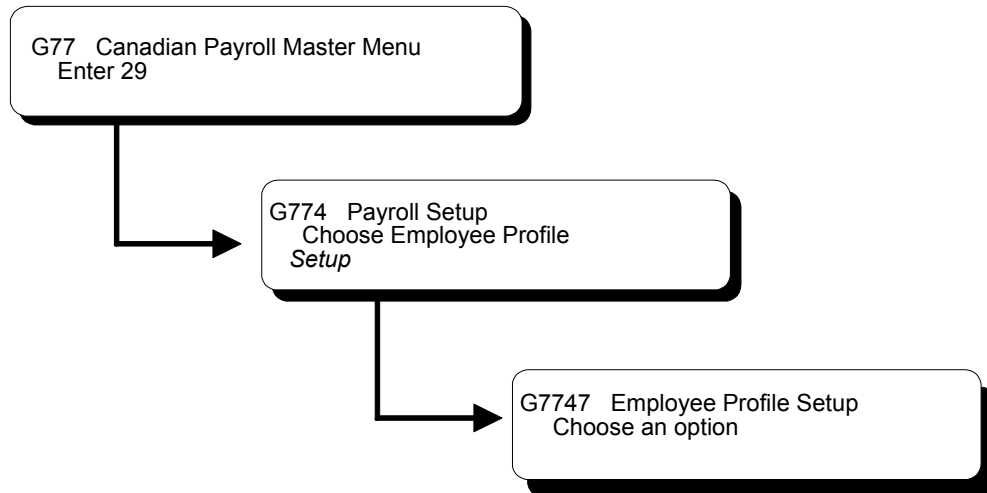 G77 Canadian Payroll Master Menu
Enter 29
G774 Payroll Setup
Choose Employee Profile
Setup
G7747 Employee Profile Setup
Choose an option